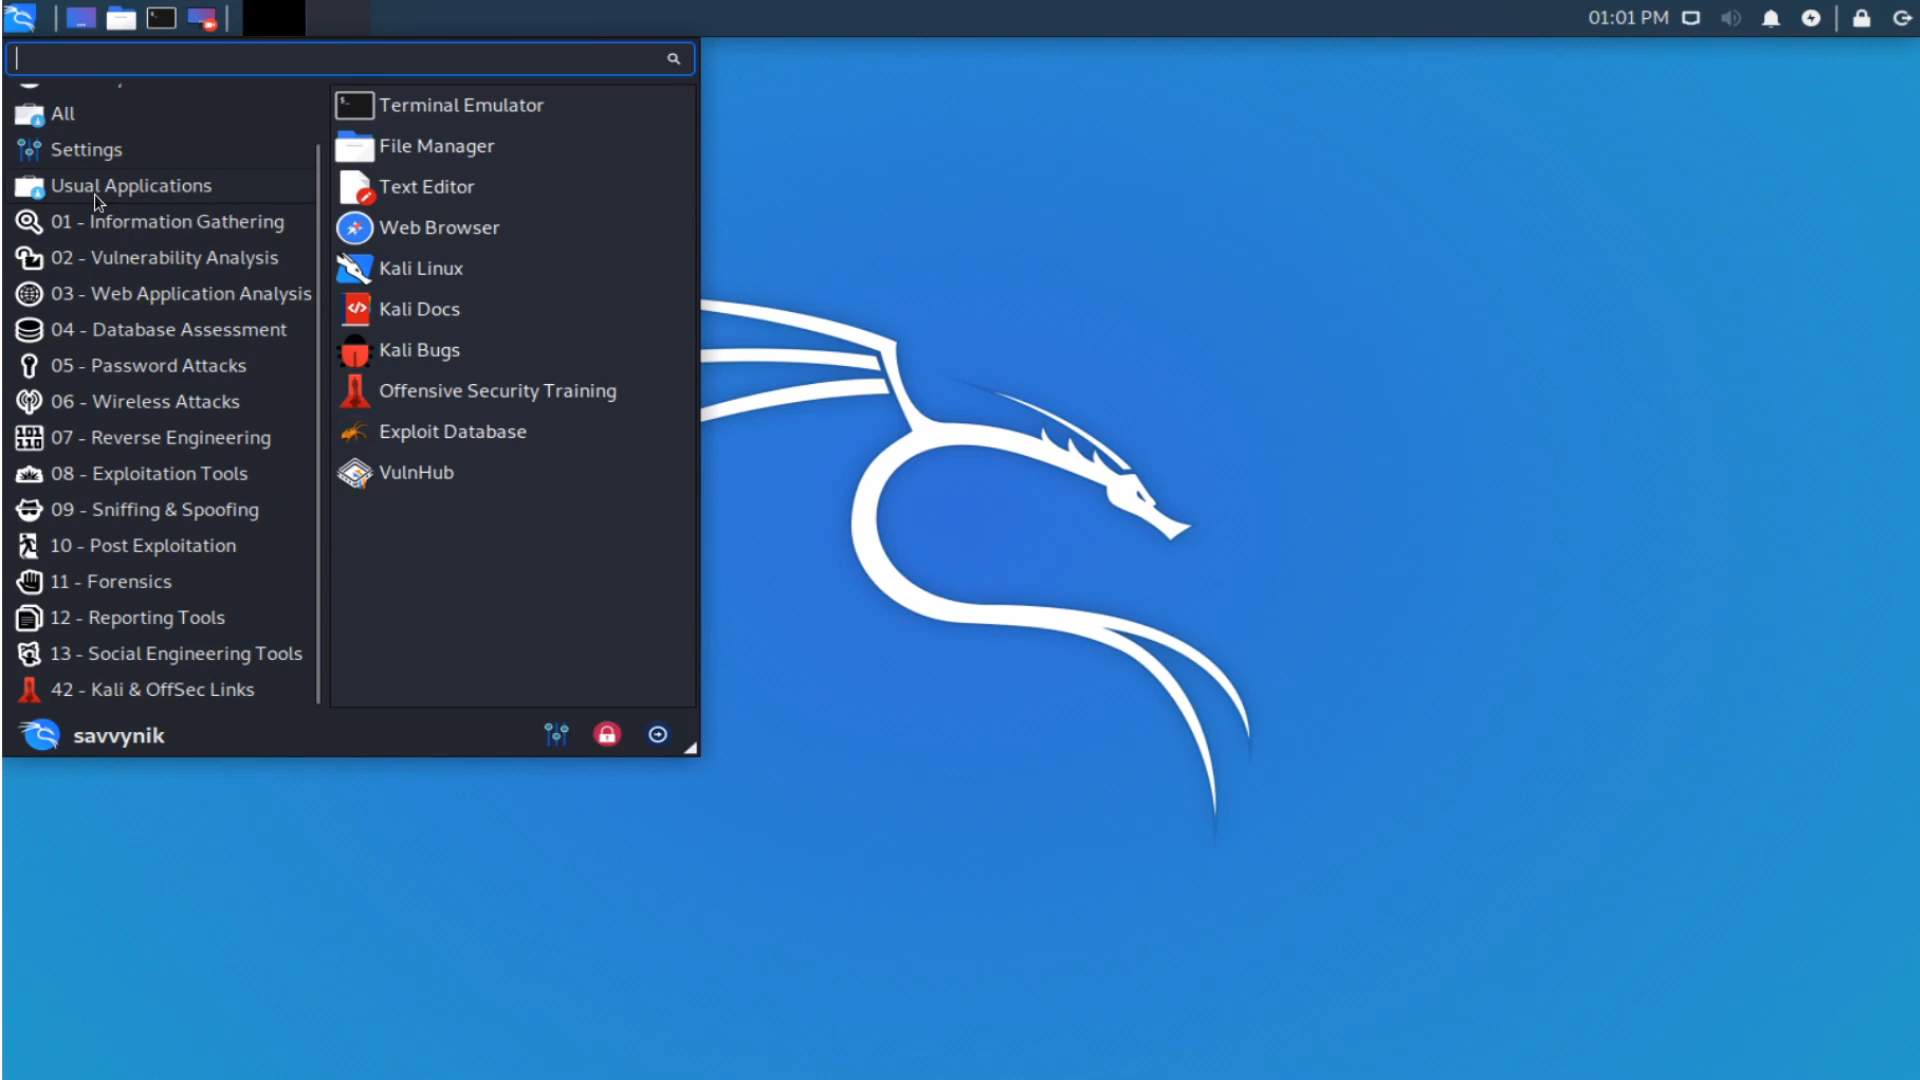 01:01 PM
All
Settings
Usual Applications
01 - Information Gathering
02 - Vulnerability Analysis
03 - Web Application Analysis
04 - Database Assessment
05 - Password Attacks
06 - Wireless Attacks
07 - Reverse Engineering
08 - Exploitation Tools
09 - Sniffing & Spoofing
10 - Post Exploitation
11 - Forensics
12 - Reporting Tools
13 - Social Engineering Tools
42 - Kali & OffSec Links
Terminal Emulator
File Manager
Text Editor
Web Browser
Kali Linux
Kali Docs
Kali Bugs
Offensive Security Training
Exploit Database
VulnHub
savvynik